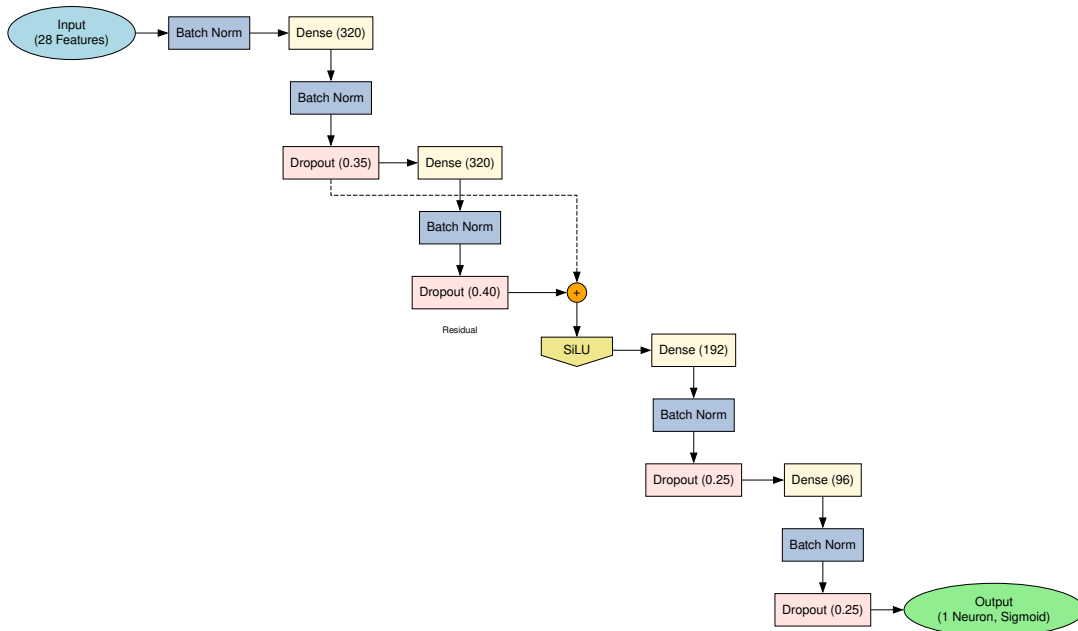 Input
(28 Features)
Batch Norm
Dense (320)
Batch Norm
Dropout (0.35)
Dense (320)
Batch Norm
Dropout (0.40)
+
Residual
SiLU
Dense (192)
Batch Norm
Dropout (0.25)
Dense (96)
Batch Norm
Dropout (0.25)
Output
(1 Neuron, Sigmoid)